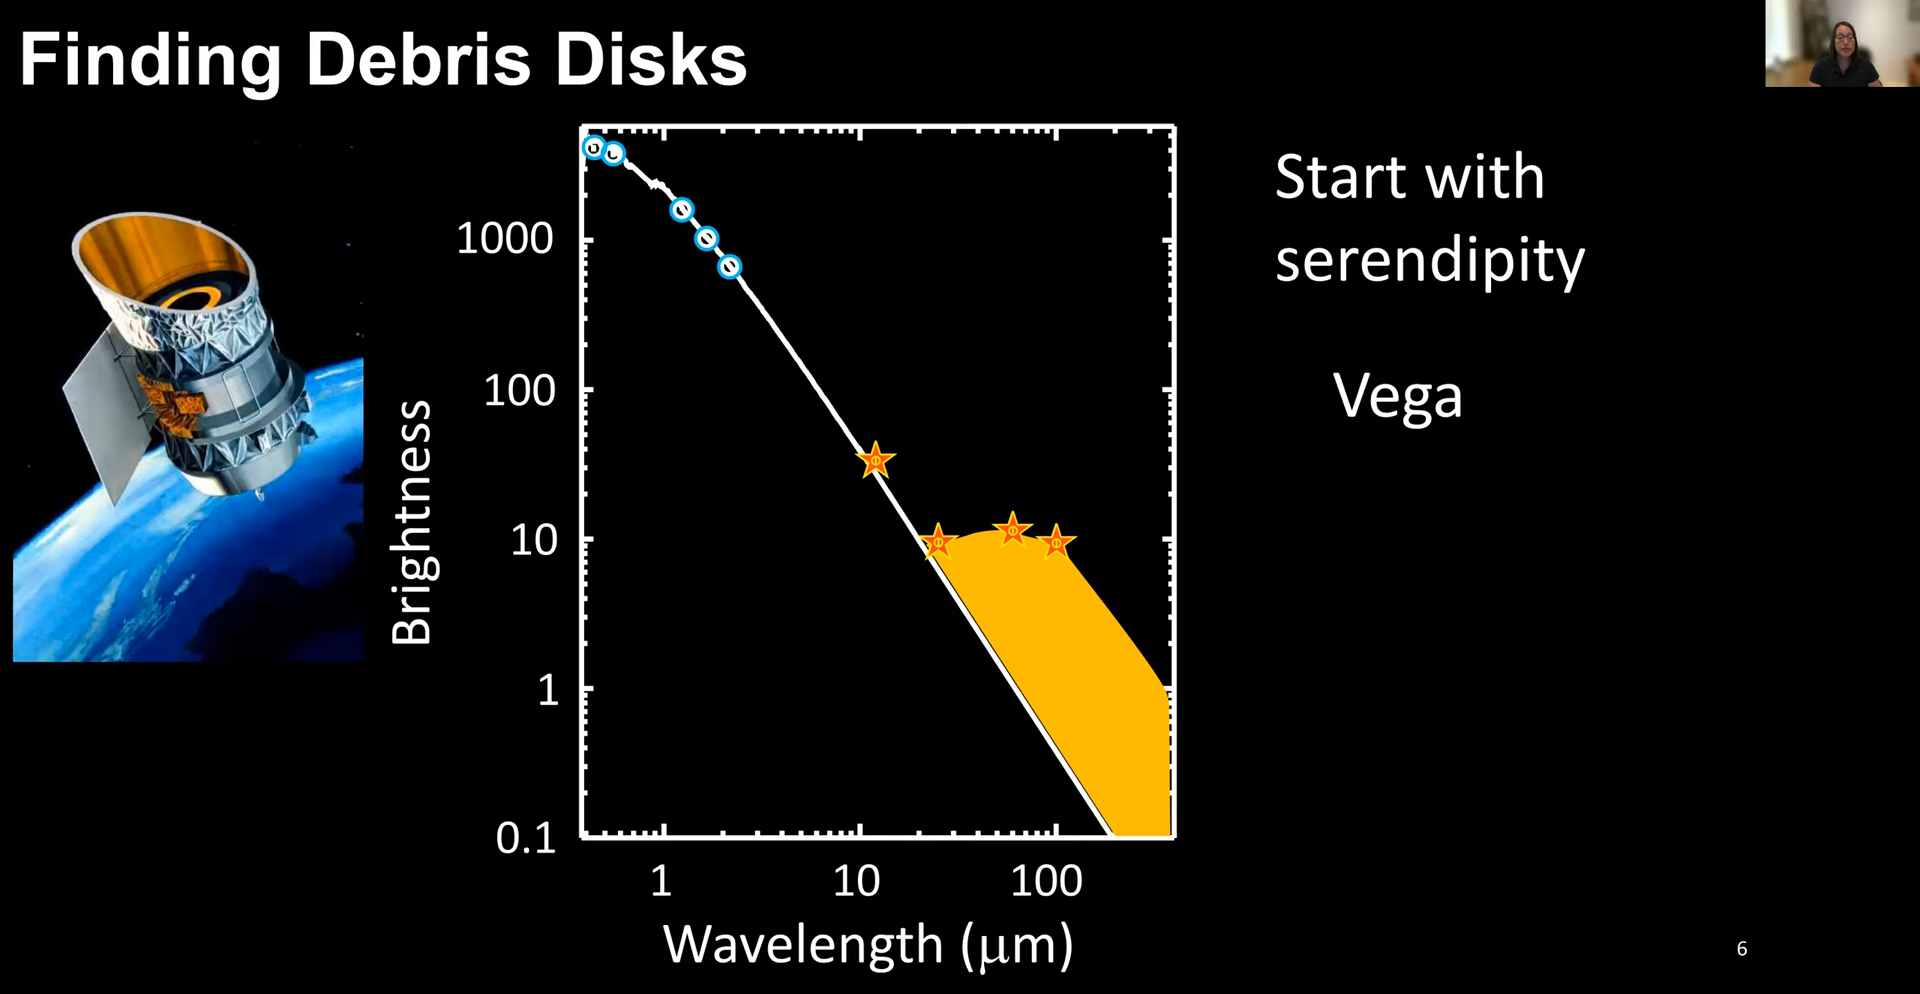 Finding Debris Disks
Start with
serendipity
Vega
Brightness
1000
100
10
1
0.1
1
10
100
Wavelength (μm)
6